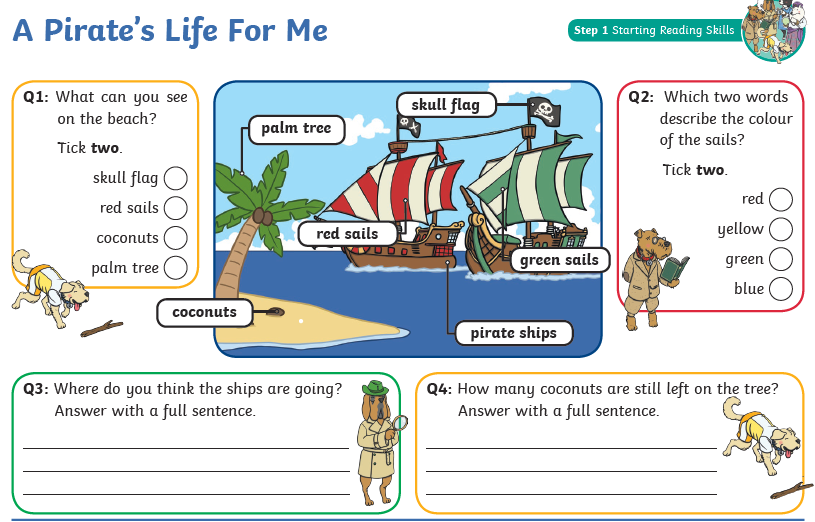 A Pirate's Life For Me
Step 1 Starting Reading Skills
Q1: What can you see
on the beach?
Tick two.
skull flag
red sails
coconuts
palm tree
skull flag
palm tree
red sails
green sails
coconuts
pirate ships
Q2: Which two words
describe the colour
of the sails?
Tick two.
red
yellow
green
blue
Q3: Where do you think the ships are going?
Answer with a full sentence.
Q4: How many coconuts are still left on the tree?
Answer with a full sentence.